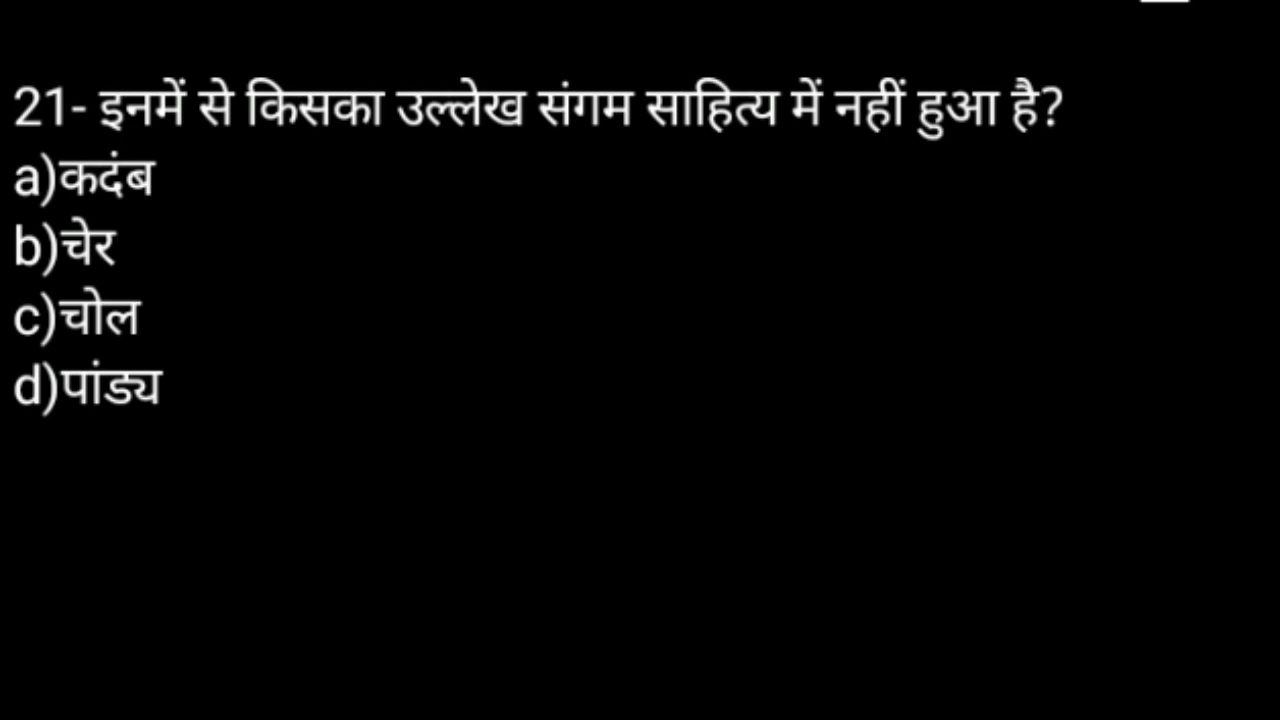 21- इनमें से किसका उल्लेख संगम साहित्य में नहीं हुआ है?
a)कदंब
b)चेर
c)चोल
d)पांड्य